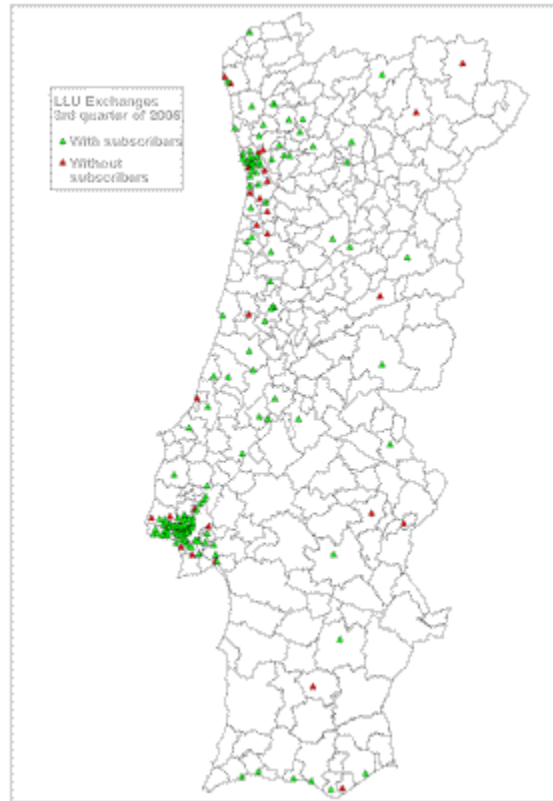 LLU Exchanges
3rd quarter of 2006
With subscribers
Without
subscribers